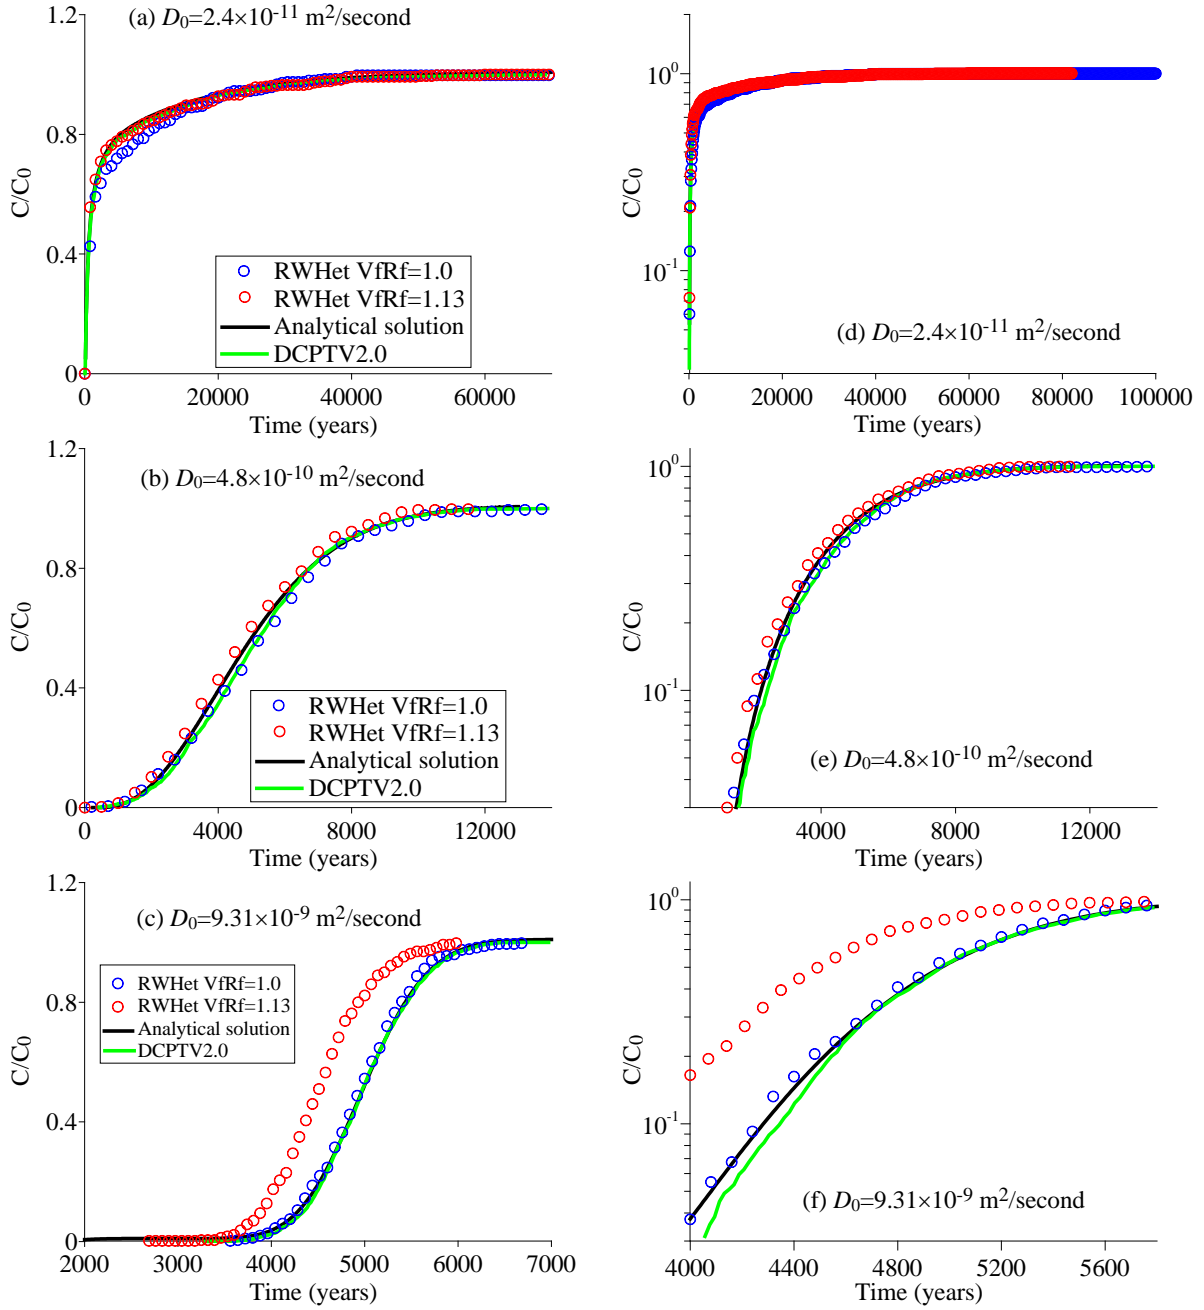 (a) D₀=2.4×10⁻¹¹ m²/second
1.2
0.8
0.4
0
C/C₀
RWHet VfRf=1.0
RWHet VfRf=1.13
Analytical solution
DCPTV2.0
0 20000 40000 60000
Time (years)
10⁰
10⁻¹
C/C₀
(d) D₀=2.4×10⁻¹¹ m²/second
0 20000 40000 60000 80000 100000
Time (years)
(b) D₀=4.8×10⁻¹⁰ m²/second
1.2
0.8
0.4
0
C/C₀
RWHet VfRf=1.0
RWHet VfRf=1.13
Analytical solution
DCPTV2.0
0 4000 8000 12000
Time (years)
10⁰
10⁻¹
C/C₀
(e) D₀=4.8×10⁻¹⁰ m²/second
4000 8000 12000
Time (years)
(c) D₀=9.31×10⁻⁹ m²/second
1.2
0.8
0.4
0
C/C₀
RWHet VfRf=1.0
RWHet VfRf=1.13
Analytical solution
DCPTV2.0
2000 3000 4000 5000 6000 7000
Time (years)
10⁰
10⁻¹
C/C₀
(f) D₀=9.31×10⁻⁹ m²/second
4000 4400 4800 5200 5600
Time (years)